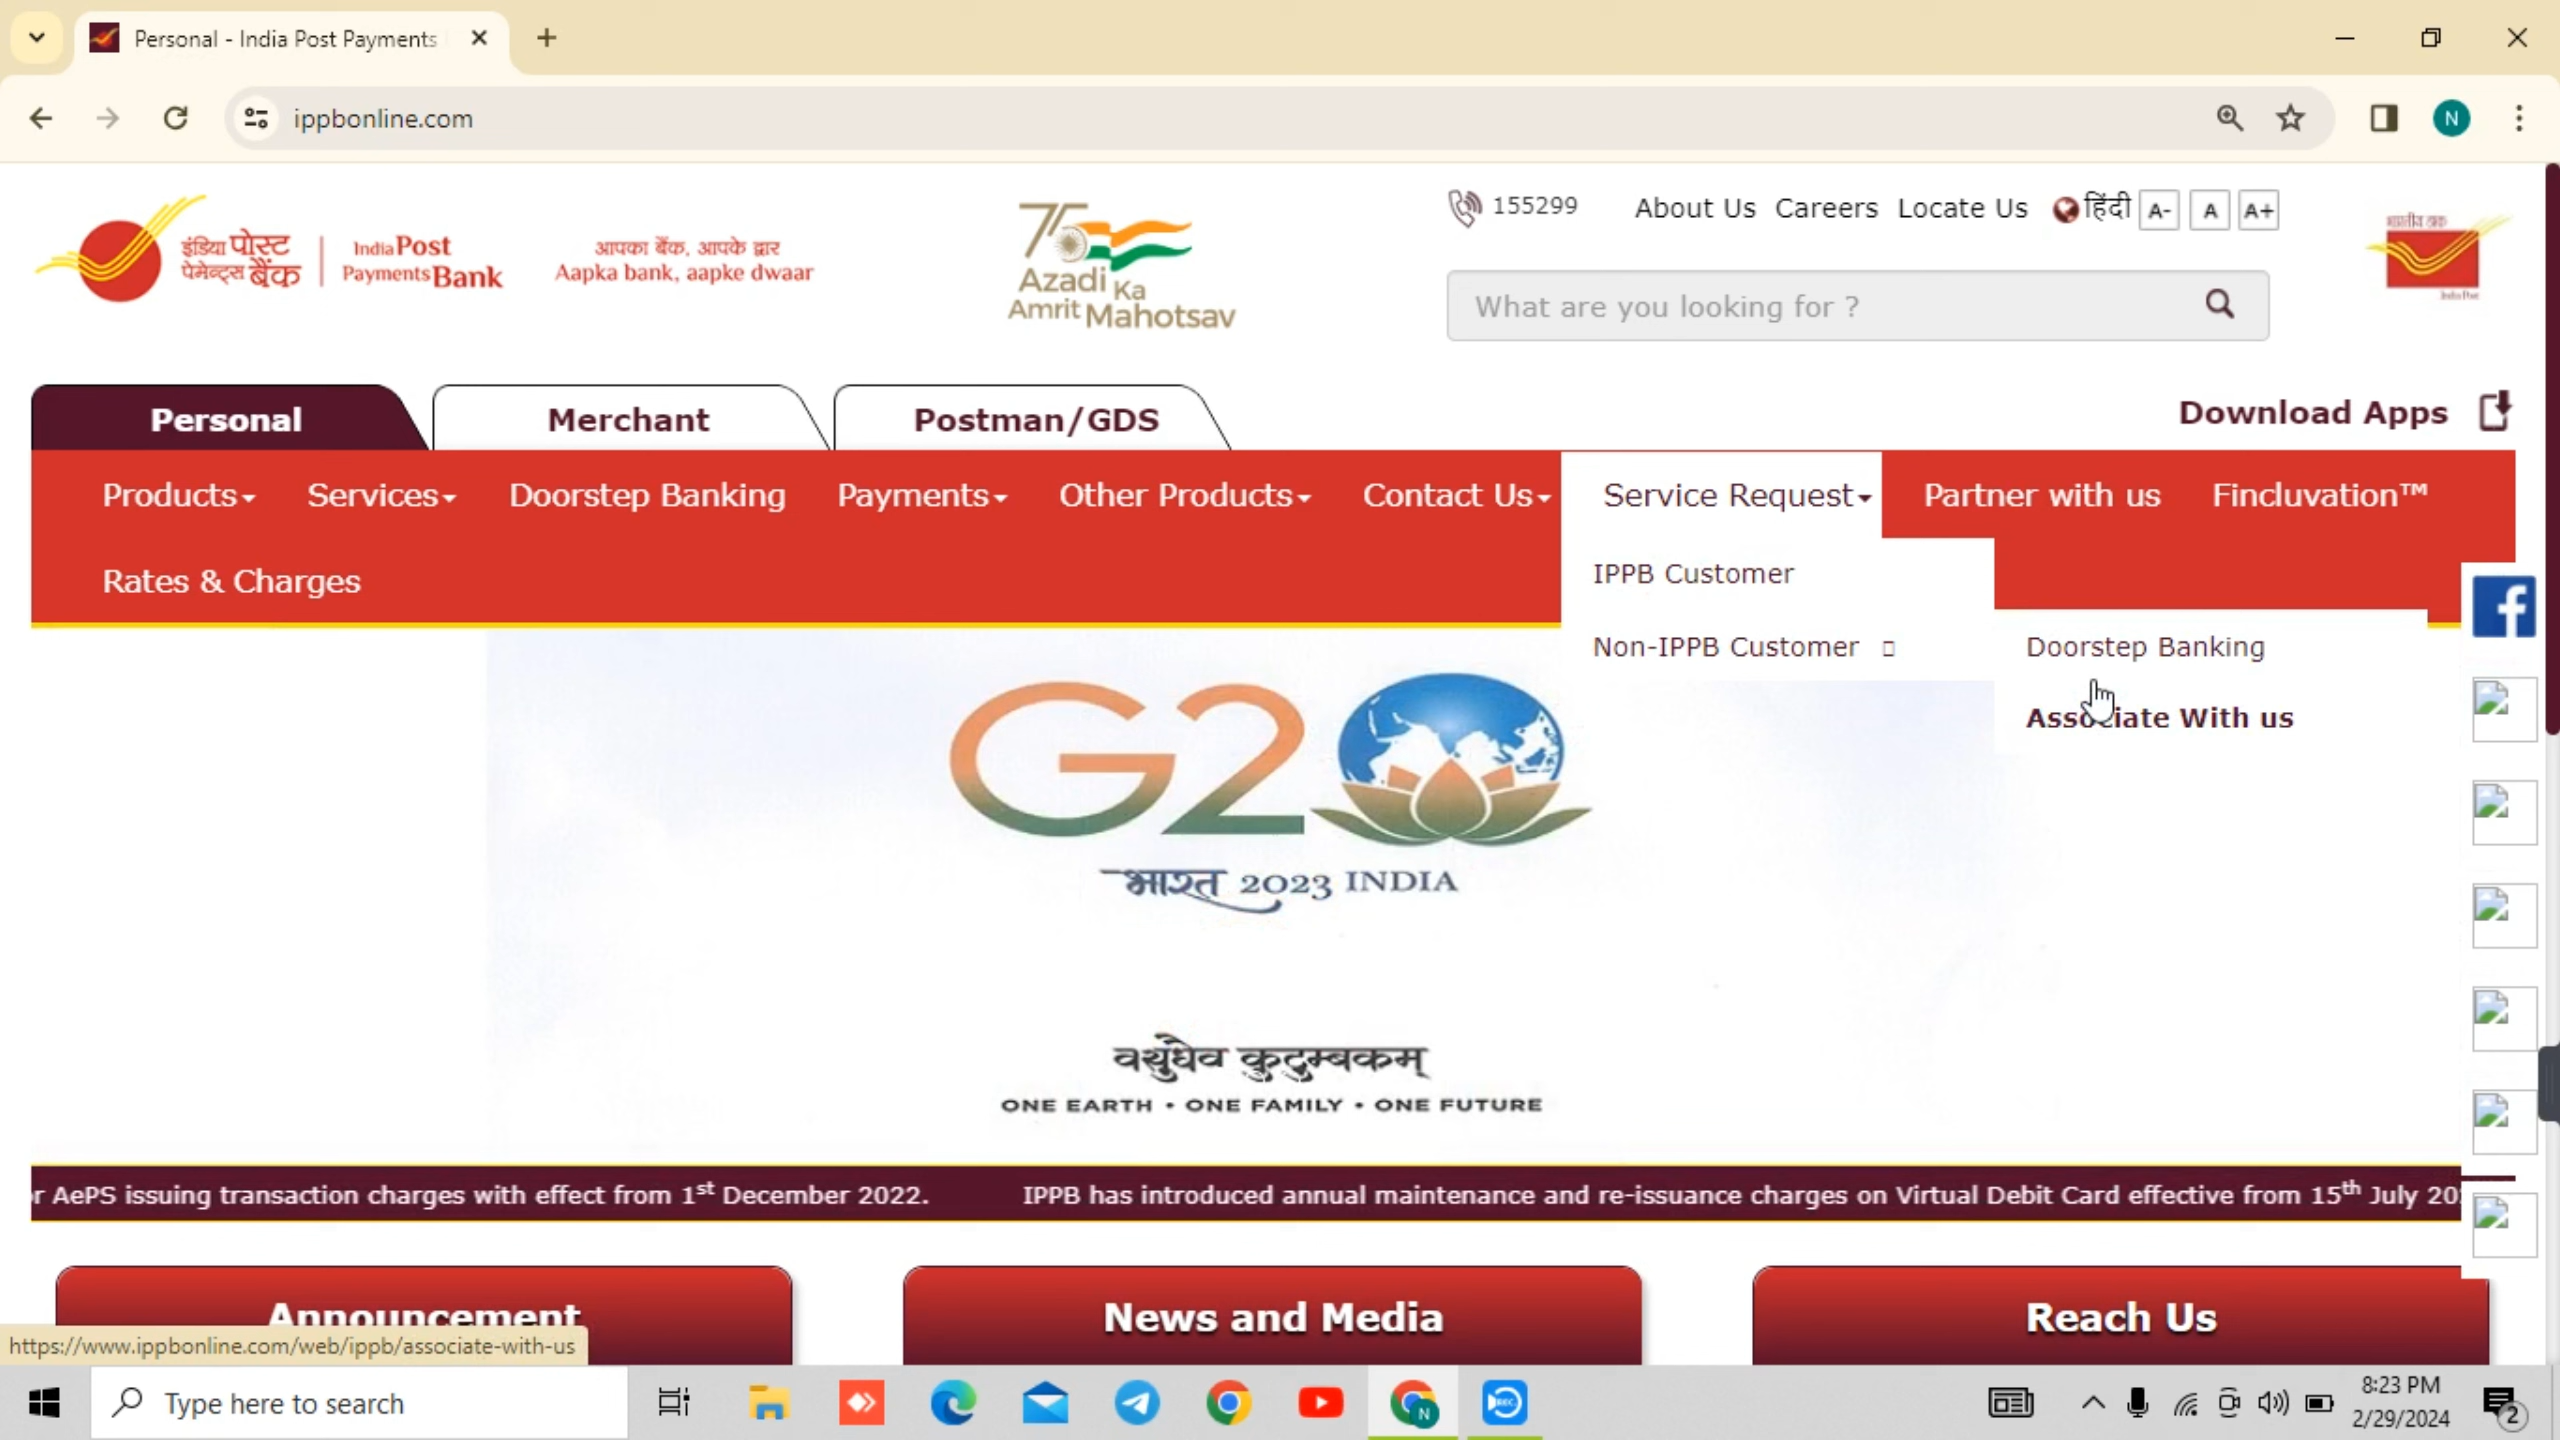 Personal - India Post Payments
ippbonline.com
N
इंडिया पोस्ट
पेमेन्ट्स बैंक
India Post
Payments Bank
आपका बैंक, आपके द्वार
Aapka bank, aapke dwaar
75
Azadi Ka
Amrit Mahotsav
155299
About Us
Careers
Locate Us
हिंदी
A-
A
A+
भारतीय डाक
India Post
What are you looking for ?
Personal
Merchant
Postman/GDS
Download Apps
Products
Services
Doorstep Banking
Payments
Other Products
Contact Us
Service Request
Partner with us
Fincluvation™
Rates & Charges
IPPB Customer
Non-IPPB Customer
Doorstep Banking
Associate With us
G20
भारत 2023 INDIA
वसुधैव कुटुम्बकम्
ONE EARTH • ONE FAMILY • ONE FUTURE
r AePS issuing transaction charges with effect from 1st December 2022.
IPPB has introduced annual maintenance and re-issuance charges on Virtual Debit Card effective from 15th July 20
Announcement
News and Media
Reach Us
https://www.ippbonline.com/web/ippb/associate-with-us
Type here to search
N
REC
8:23 PM
2/29/2024
2